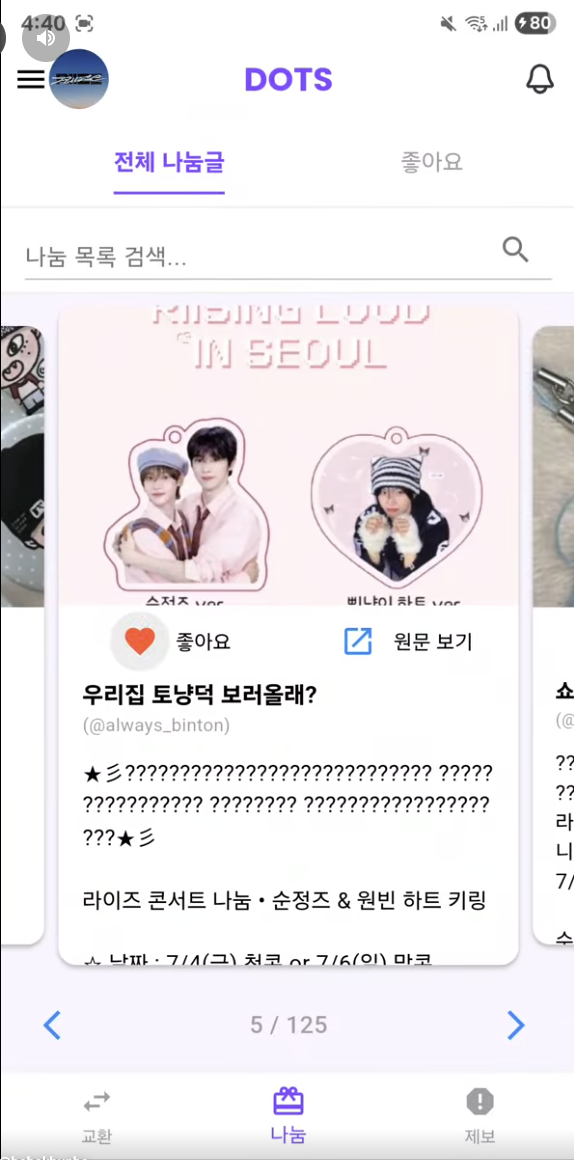 4:40
80
DOTS
전체 나눔글
좋아요
나눔 목록 검색...
RIISING LOUD
IN SEOUL
순정즈 ver
삔냥이 하트 ver
좋아요
원문 보기
우리집 토냥덕 보러올래?
(@always_binton)
★彡???????????????????????????? ?????
??????????? ???????? ?????????????????
???★彡
라이즈 콘서트 나눔 • 순정즈 & 원빈 하트 키링
☆ 날짜 : 7/4(금) 첫콘 or 7/6(일) 막콘
쇼
(@
??
??
라
니
7/
5 / 125
교환
나눔
제보